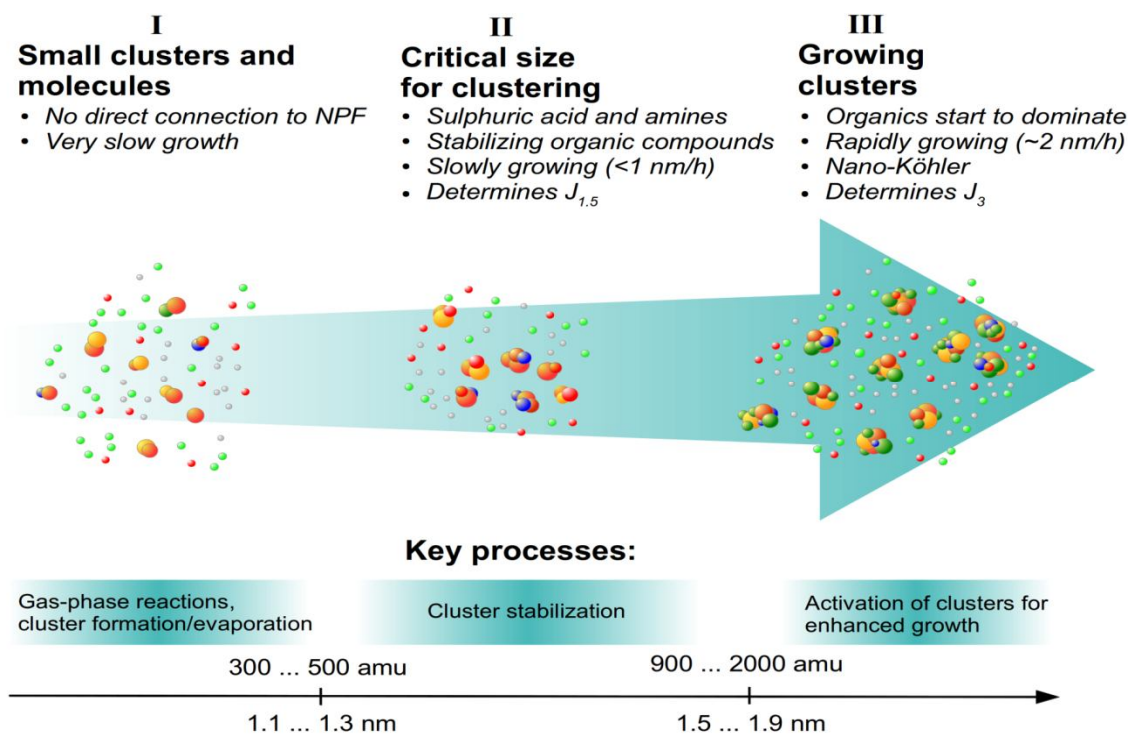 I
Small clusters and
molecules
• No direct connection to NPF
• Very slow growth
II
Critical size
for clustering
• Sulphuric acid and amines
• Stabilizing organic compounds
• Slowly growing (<1 nm/h)
• Determines J1.5
III
Growing
clusters
• Organics start to dominate
• Rapidly growing (~2 nm/h)
• Nano-Köhler
• Determines J3
Key processes:
Gas-phase reactions,
cluster formation/evaporation
Cluster stabilization
Activation of clusters for
enhanced growth
300 ... 500 amu
900 ... 2000 amu
1.1 ... 1.3 nm
1.5 ... 1.9 nm